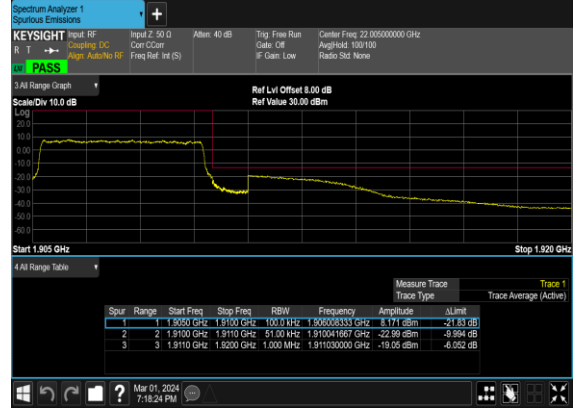 Spectrum Analyzer 1
Spurious Emissions
KEYSIGHT Input: RF Input Z: 50 Ω Atten: 40 dB Trig: Free Run Center Freq: 22.005000000 GHz
R T Coupling: DC Corr CCorr Gate: Off Avg|Hold: 100/100
Align: Auto/No RF Freq Ref: Int (S) IF Gain: Low Radio Std: None
PASS
3 All Range Graph
Ref Lvl Offset 8.00 dB
Scale/Div 10.0 dB Ref Value 30.00 dBm
Log
20.0
10.0
0.00
-10.0
-20.0
-30.0
-40.0
-50.0
-60.0
Start 1.905 GHz Stop 1.920 GHz
4 All Range Table
Measure Trace Trace 1
Trace Type Trace Average (Active)
Spur Range Start Freq Stop Freq RBW Frequency Amplitude ΔLimit
1 1 1.9050 GHz 1.9100 GHz 100.0 kHz 1.906008333 GHz 8.171 dBm -21.83 dB
2 2 1.9100 GHz 1.9110 GHz 51.00 kHz 1.910041667 GHz -22.99 dBm -9.994 dB
3 3 1.9110 GHz 1.9200 GHz 1.000 MHz 1.911030000 GHz -19.05 dBm -6.052 dB
? Mar 01, 2024
7:18:24 PM